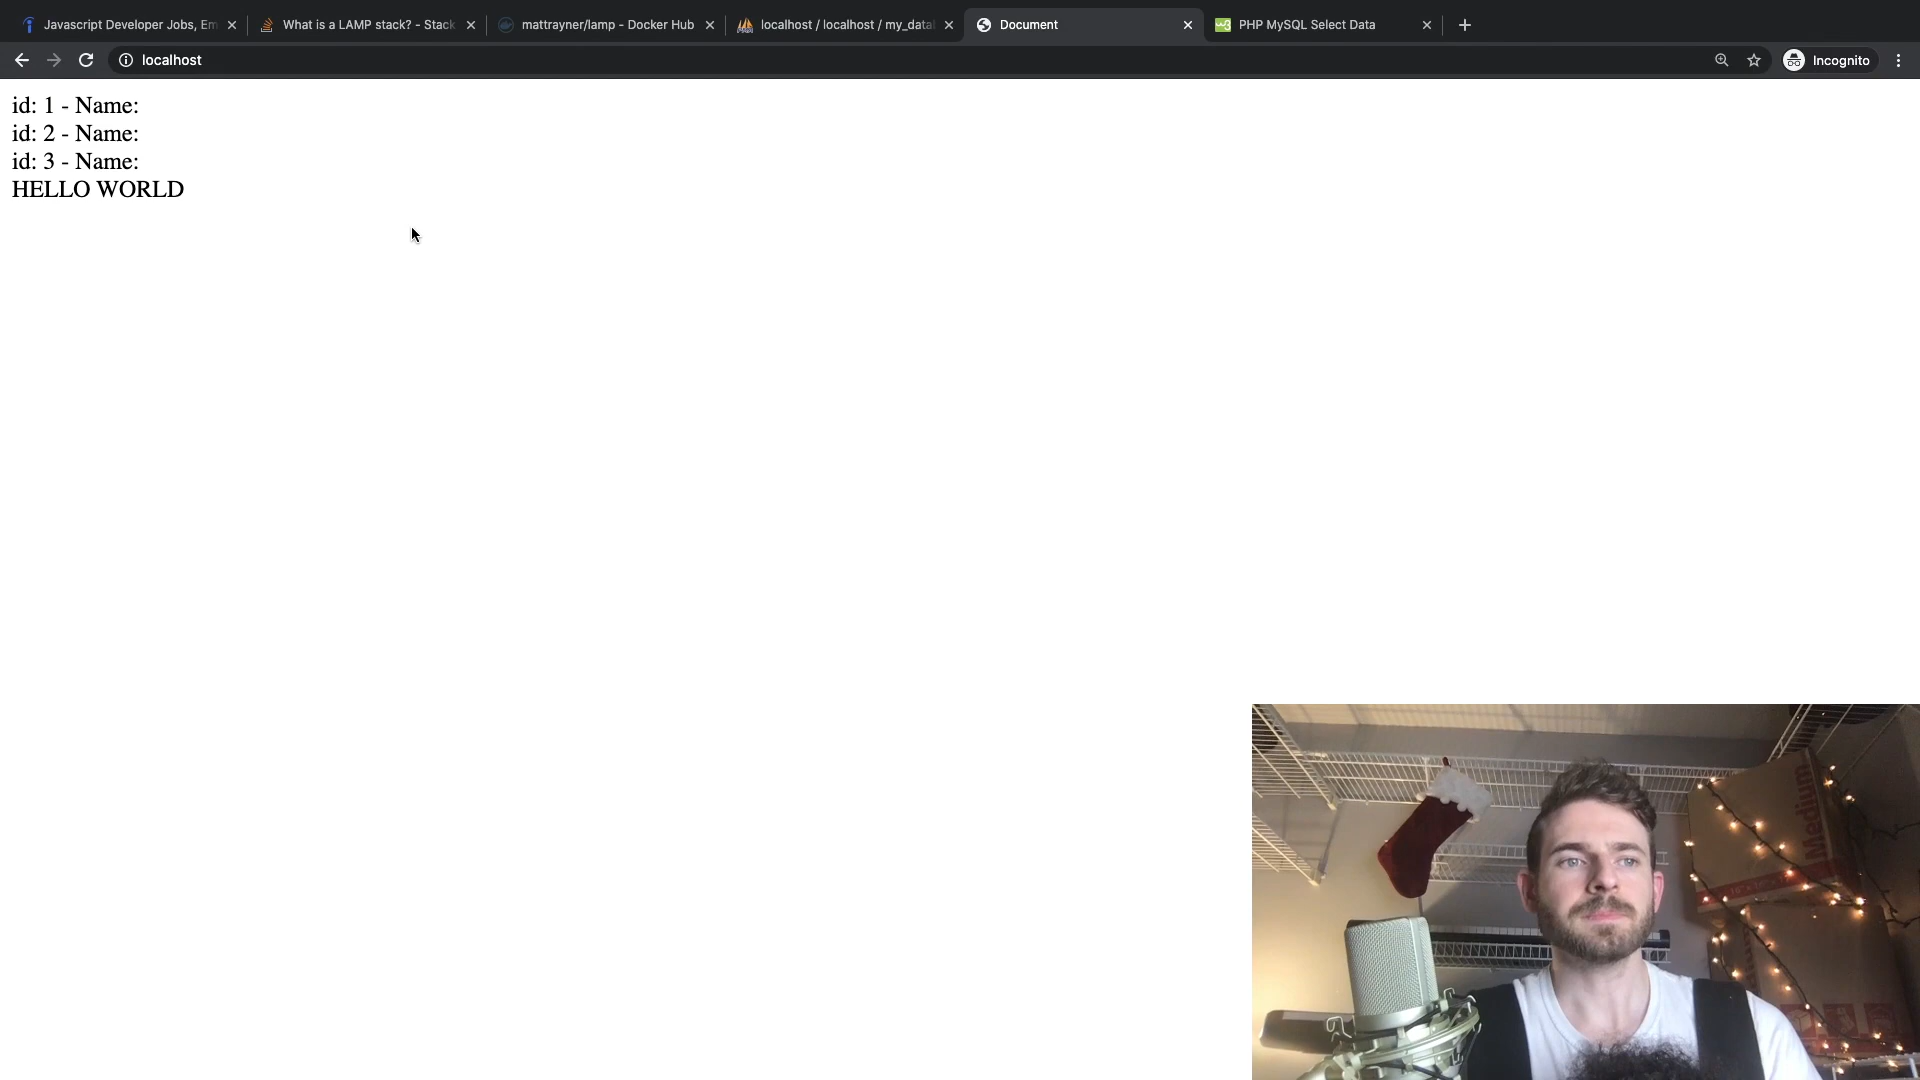 Javascript Developer Jobs, Em
What is a LAMP stack? - Stack
mattrayner/lamp - Docker Hub
localhost / localhost / my_data
Document
PHP MySQL Select Data
localhost
Incognito
id: 1 - Name:
id: 2 - Name:
id: 3 - Name:
HELLO WORLD
Medium